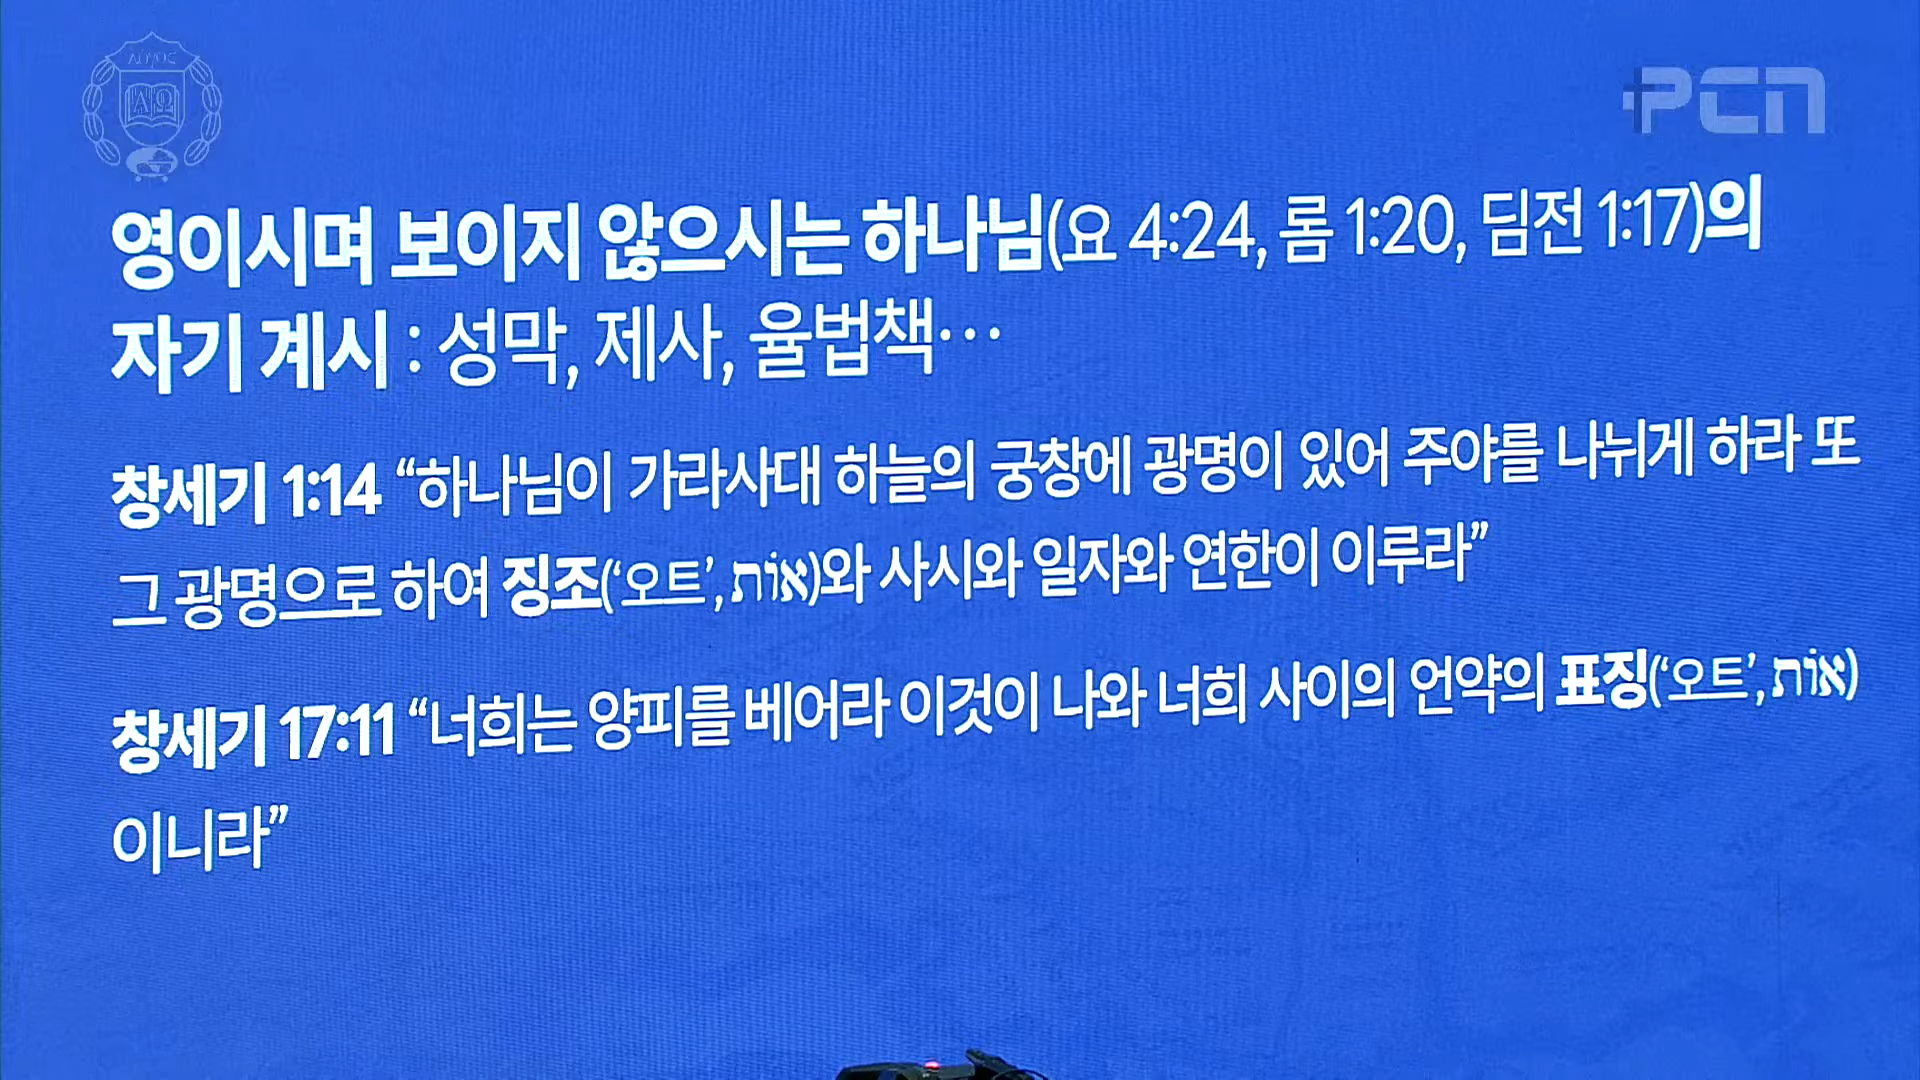 ΛΌΓΟΣ
Α Ω
PCN
영이시며 보이지 않으시는 하나님(요 4:24, 롬 1:20, 딤전 1:17)의
자기 계시 : 성막, 제사, 율법책…
창세기 1:14 “하나님이 가라사대 하늘의 궁창에 광명이 있어 주야를 나뉘게 하라 또
그 광명으로 하여 징조(‘오트’, אוֹת)와 사시와 일자와 연한이 이루라”
창세기 17:11 “너희는 양피를 베어라 이것이 나와 너희 사이의 언약의 표징(‘오트’, אוֹת)
이니라”